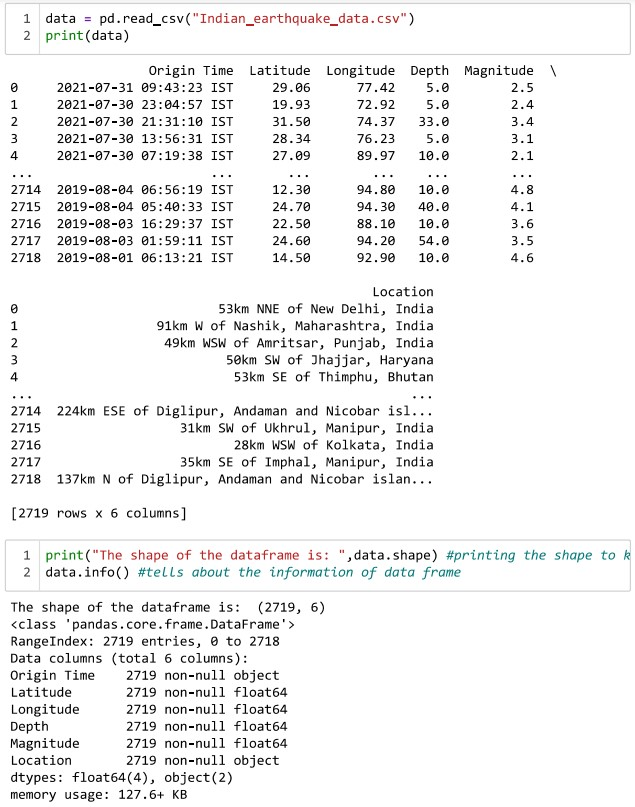 1 data = pd.read_csv("Indian_earthquake_data.csv")
2 print(data)
Origin Time Latitude Longitude Depth Magnitude \
0 2021-07-31 09:43:23 IST 29.06 77.42 5.0 2.5
1 2021-07-30 23:04:57 IST 19.93 72.92 5.0 2.4
2 2021-07-30 21:31:10 IST 31.50 74.37 33.0 3.4
3 2021-07-30 13:56:31 IST 28.34 76.23 5.0 3.1
4 2021-07-30 07:19:38 IST 27.09 89.97 10.0 2.1
... ... ... ... ... ...
2714 2019-08-04 06:56:19 IST 12.30 94.80 10.0 4.8
2715 2019-08-04 05:40:33 IST 24.70 94.30 40.0 4.1
2716 2019-08-03 16:29:37 IST 22.50 88.10 10.0 3.6
2717 2019-08-03 01:59:11 IST 24.60 94.20 54.0 3.5
2718 2019-08-01 06:13:21 IST 14.50 92.90 10.0 4.6
Location
0 53km NNE of New Delhi, India
1 91km W of Nashik, Maharashtra, India
2 49km WSW of Amritsar, Punjab, India
3 50km SW of Jhajjar, Haryana
4 53km SE of Thimphu, Bhutan
... ...
2714 224km ESE of Diglipur, Andaman and Nicobar isl...
2715 31km SW of Ukhrul, Manipur, India
2716 28km WSW of Kolkata, India
2717 35km SE of Imphal, Manipur, India
2718 137km N of Diglipur, Andaman and Nicobar islan...
[2719 rows x 6 columns]
1 print("The shape of the dataframe is: ",data.shape) #printing the shape to k
2 data.info() #tells about the information of data frame
The shape of the dataframe is:  (2719, 6)
<class 'pandas.core.frame.DataFrame'>
RangeIndex: 2719 entries, 0 to 2718
Data columns (total 6 columns):
Origin Time 2719 non-null object
Latitude 2719 non-null float64
Longitude 2719 non-null float64
Depth 2719 non-null float64
Magnitude 2719 non-null float64
Location 2719 non-null object
dtypes: float64(4), object(2)
memory usage: 127.6+ KB